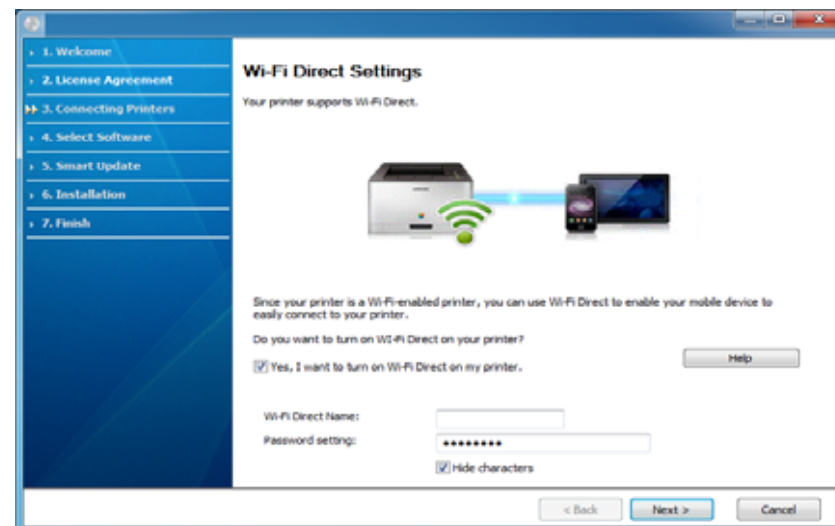 1. Welcome
2. License Agreement
3. Connecting Printers
4. Select Software
5. Smart Update
6. Installation
7. Finish
Wi-Fi Direct Settings
Your printer supports Wi-Fi Direct.
Since your printer is a Wi-Fi-enabled printer, you can use Wi-Fi Direct to enable your mobile device to
easily connect to your printer.
Do you want to turn on WI-Fi Direct on your printer?
Yes, I want to turn on Wi-Fi Direct on my printer.
Help
Wi-Fi Direct Name:
Password setting:
Hide characters
< Back
Next >
Cancel